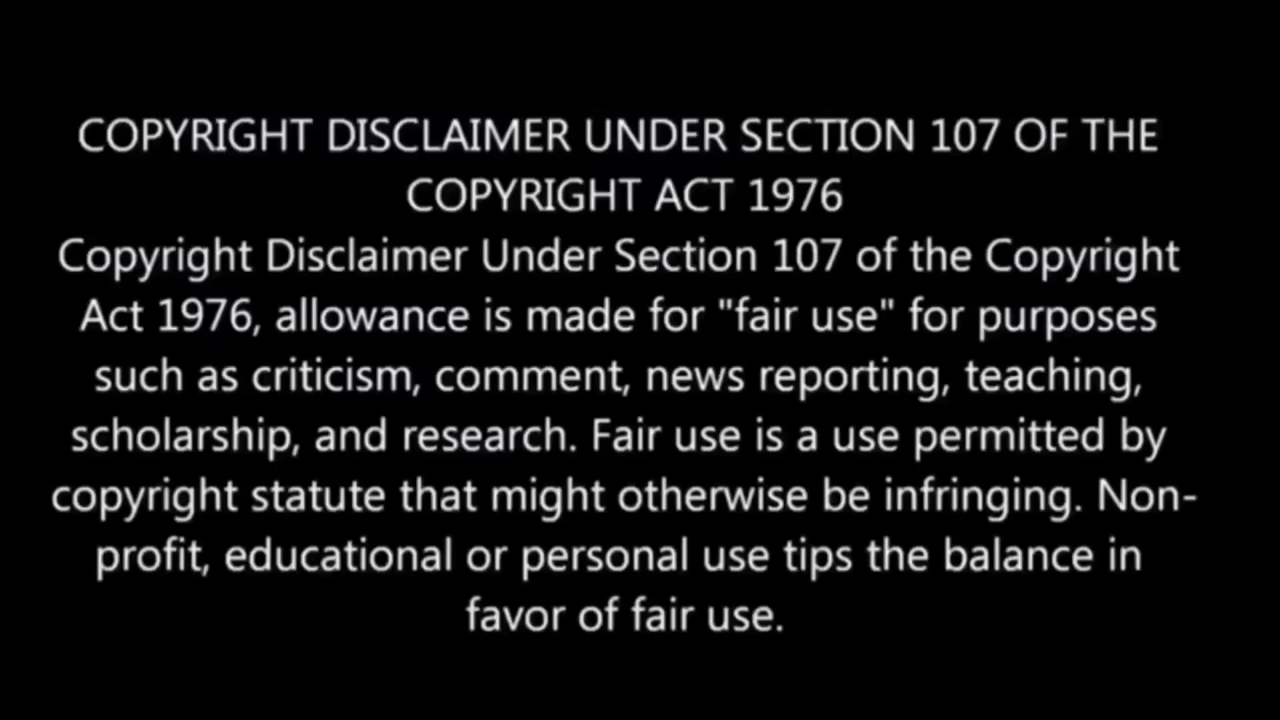 COPYRIGHT DISCLAIMER UNDER SECTION 107 OF THE
COPYRIGHT ACT 1976
Copyright Disclaimer Under Section 107 of the Copyright
Act 1976, allowance is made for "fair use" for purposes
such as criticism, comment, news reporting, teaching,
scholarship, and research. Fair use is a use permitted by
copyright statute that might otherwise be infringing. Non-
profit, educational or personal use tips the balance in
favor of fair use.